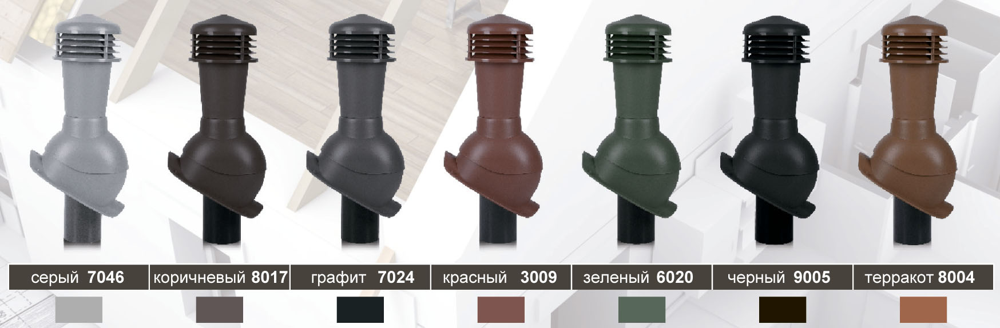 серый 7046
коричневый 8017
графит 7024
красный 3009
зеленый 6020
черный 9005
терракот 8004